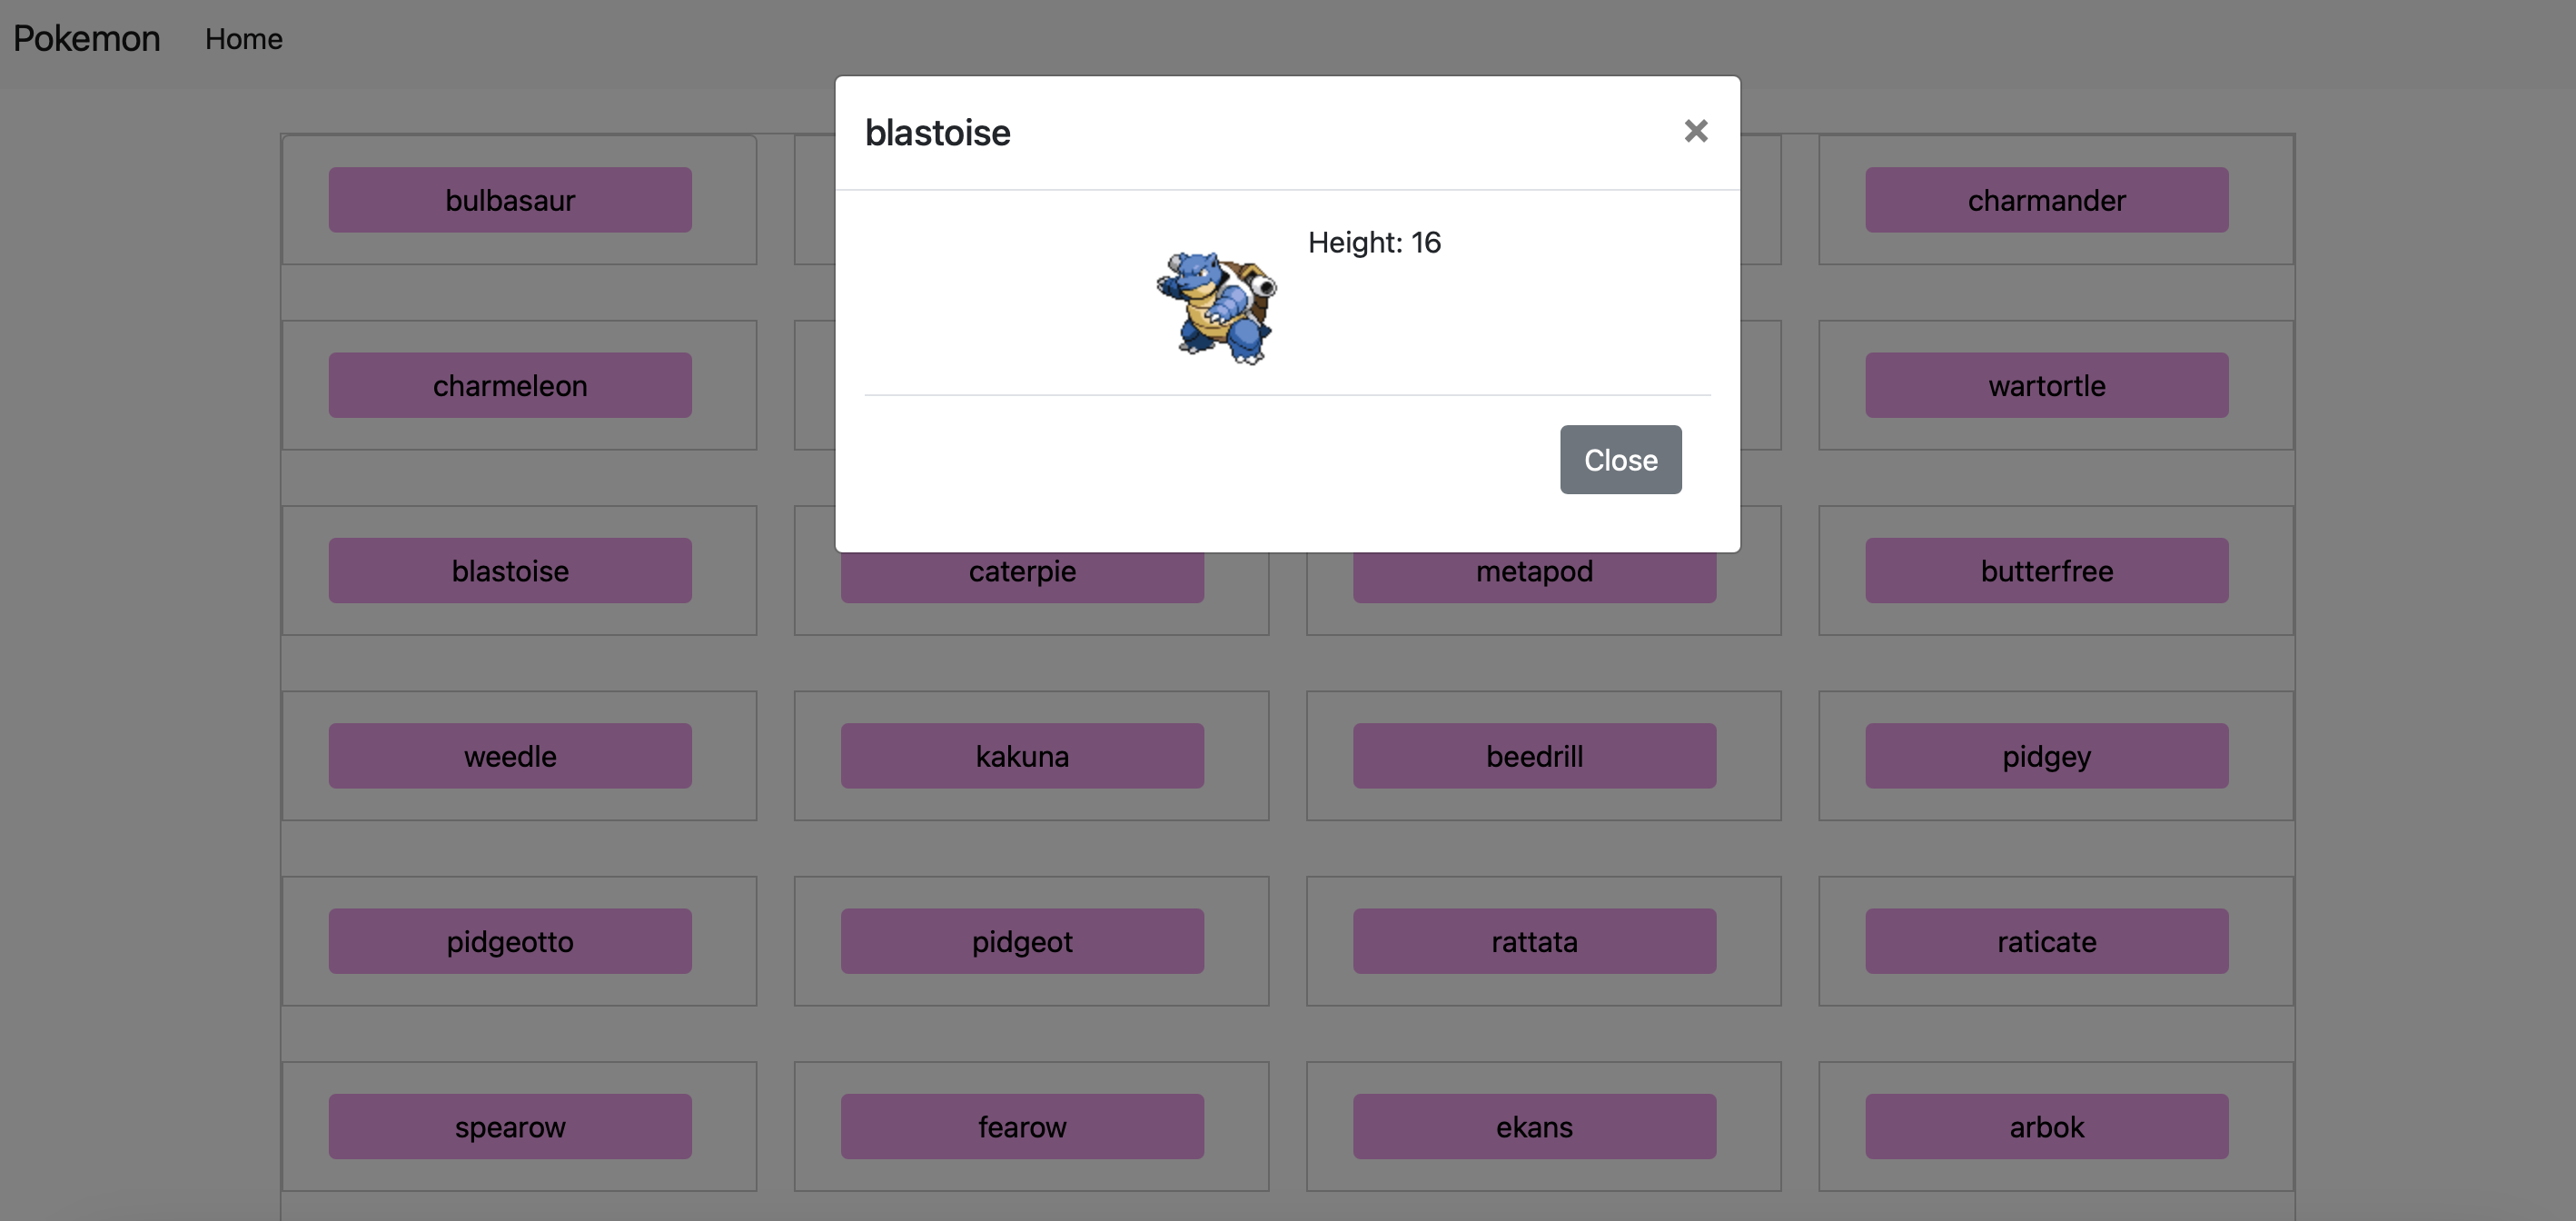 Pokemon Home
blastoise ×
Height: 16
Close
bulbasaur charmander
charmeleon wartortle
blastoise caterpie metapod butterfree
weedle kakuna beedrill pidgey
pidgeotto pidgeot rattata raticate
spearow fearow ekans arbok